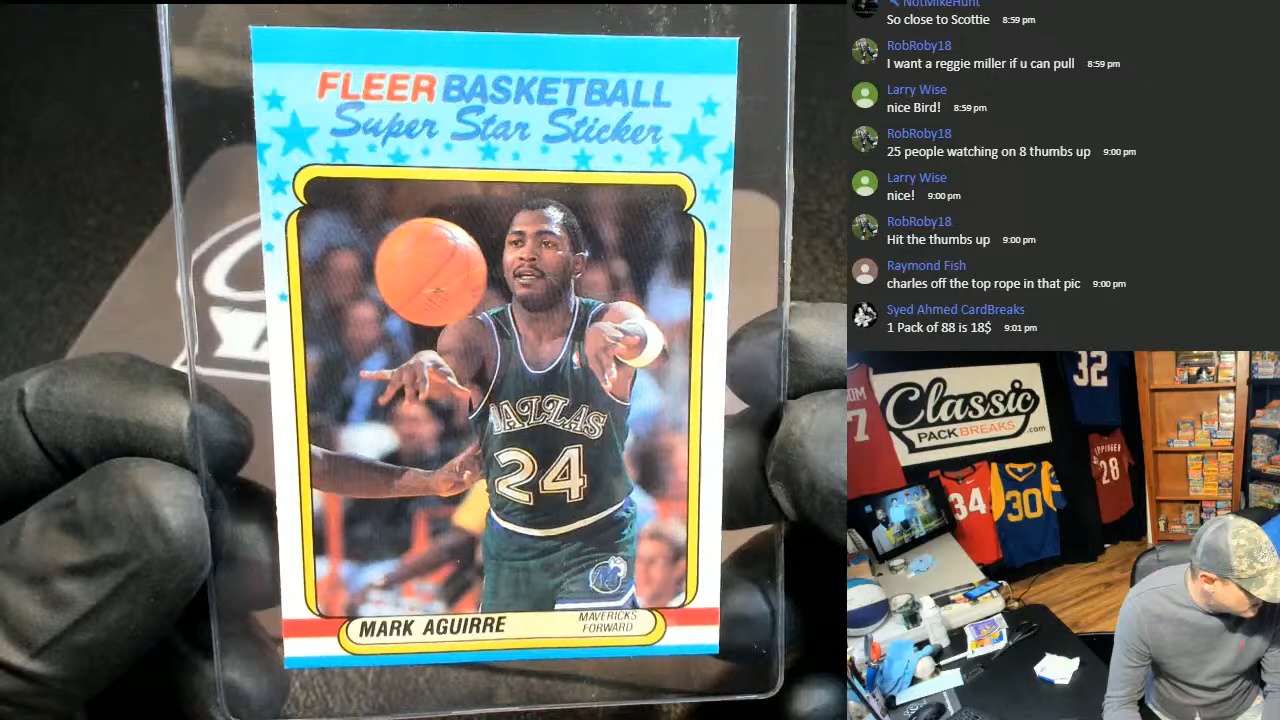 FLEER BASKETBALL
Super Star Sticker
DALLAS
24
MARK AGUIRRE
MAVERICKS
FORWARD
NotMikeHunt
So close to Scottie 8:59 pm
RobRoby18
I want a reggie miller if u can pull 8:59 pm
Larry Wise
nice Bird! 8:59 pm
RobRoby18
25 people watching on 8 thumbs up 9:00 pm
Larry Wise
nice! 9:00 pm
RobRoby18
Hit the thumbs up 9:00 pm
Raymond Fish
charles off the top rope in that pic 9:00 pm
Syed Ahmed CardBreaks
1 Pack of 88 is 18$ 9:01 pm
Classic
PACKBREAKS.com
32
7
34
30
28